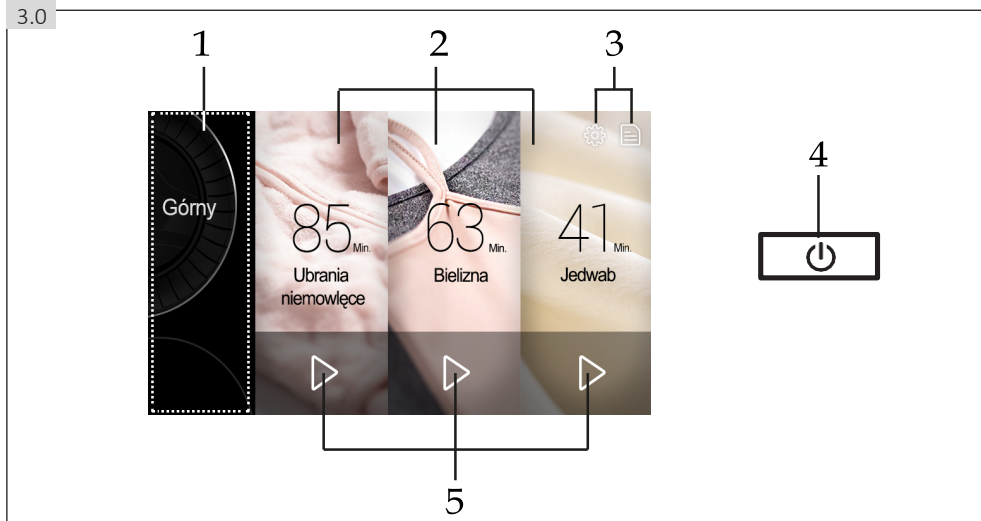 3.0
1
2
3
4
Górny
85 Min.
63 Min.
41 Min.
Ubrania
niemowlęce
Bielizna
Jedwab
5